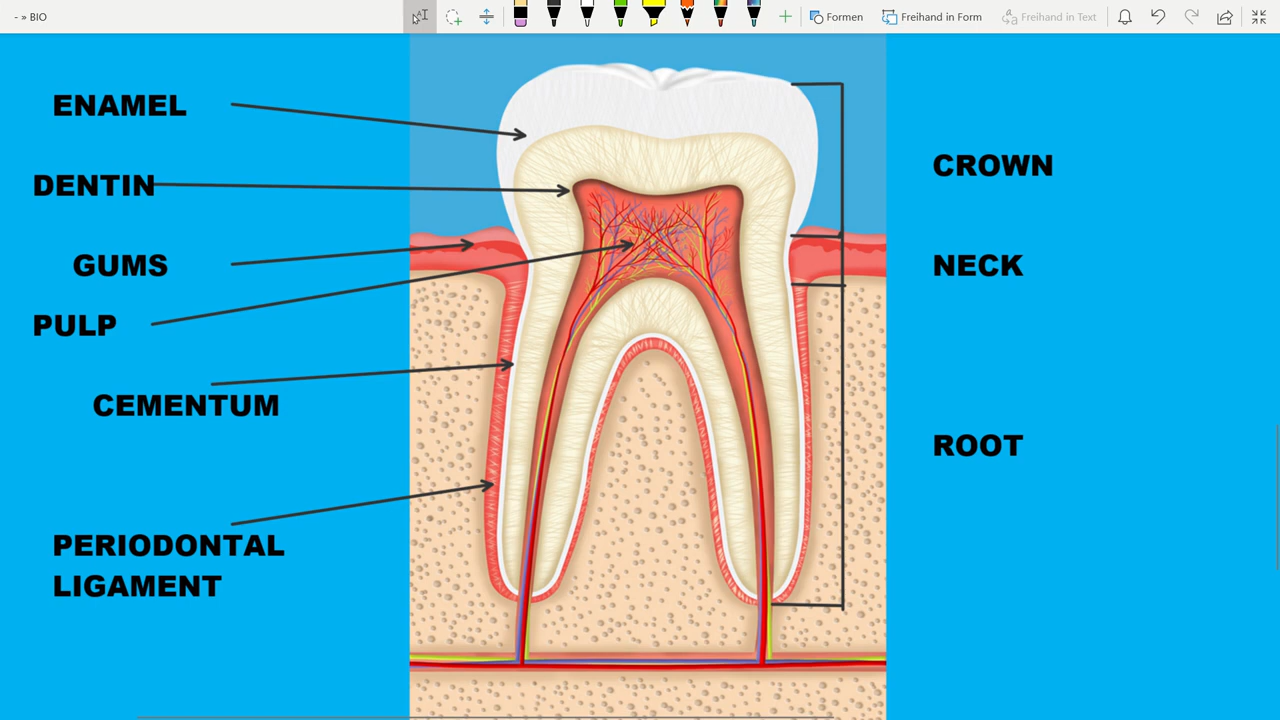 - » BIO
Formen
Freihand in Form
Freihand in Text
ENAMEL
DENTIN
GUMS
PULP
CEMENTUM
PERIODONTAL
LIGAMENT
CROWN
NECK
ROOT